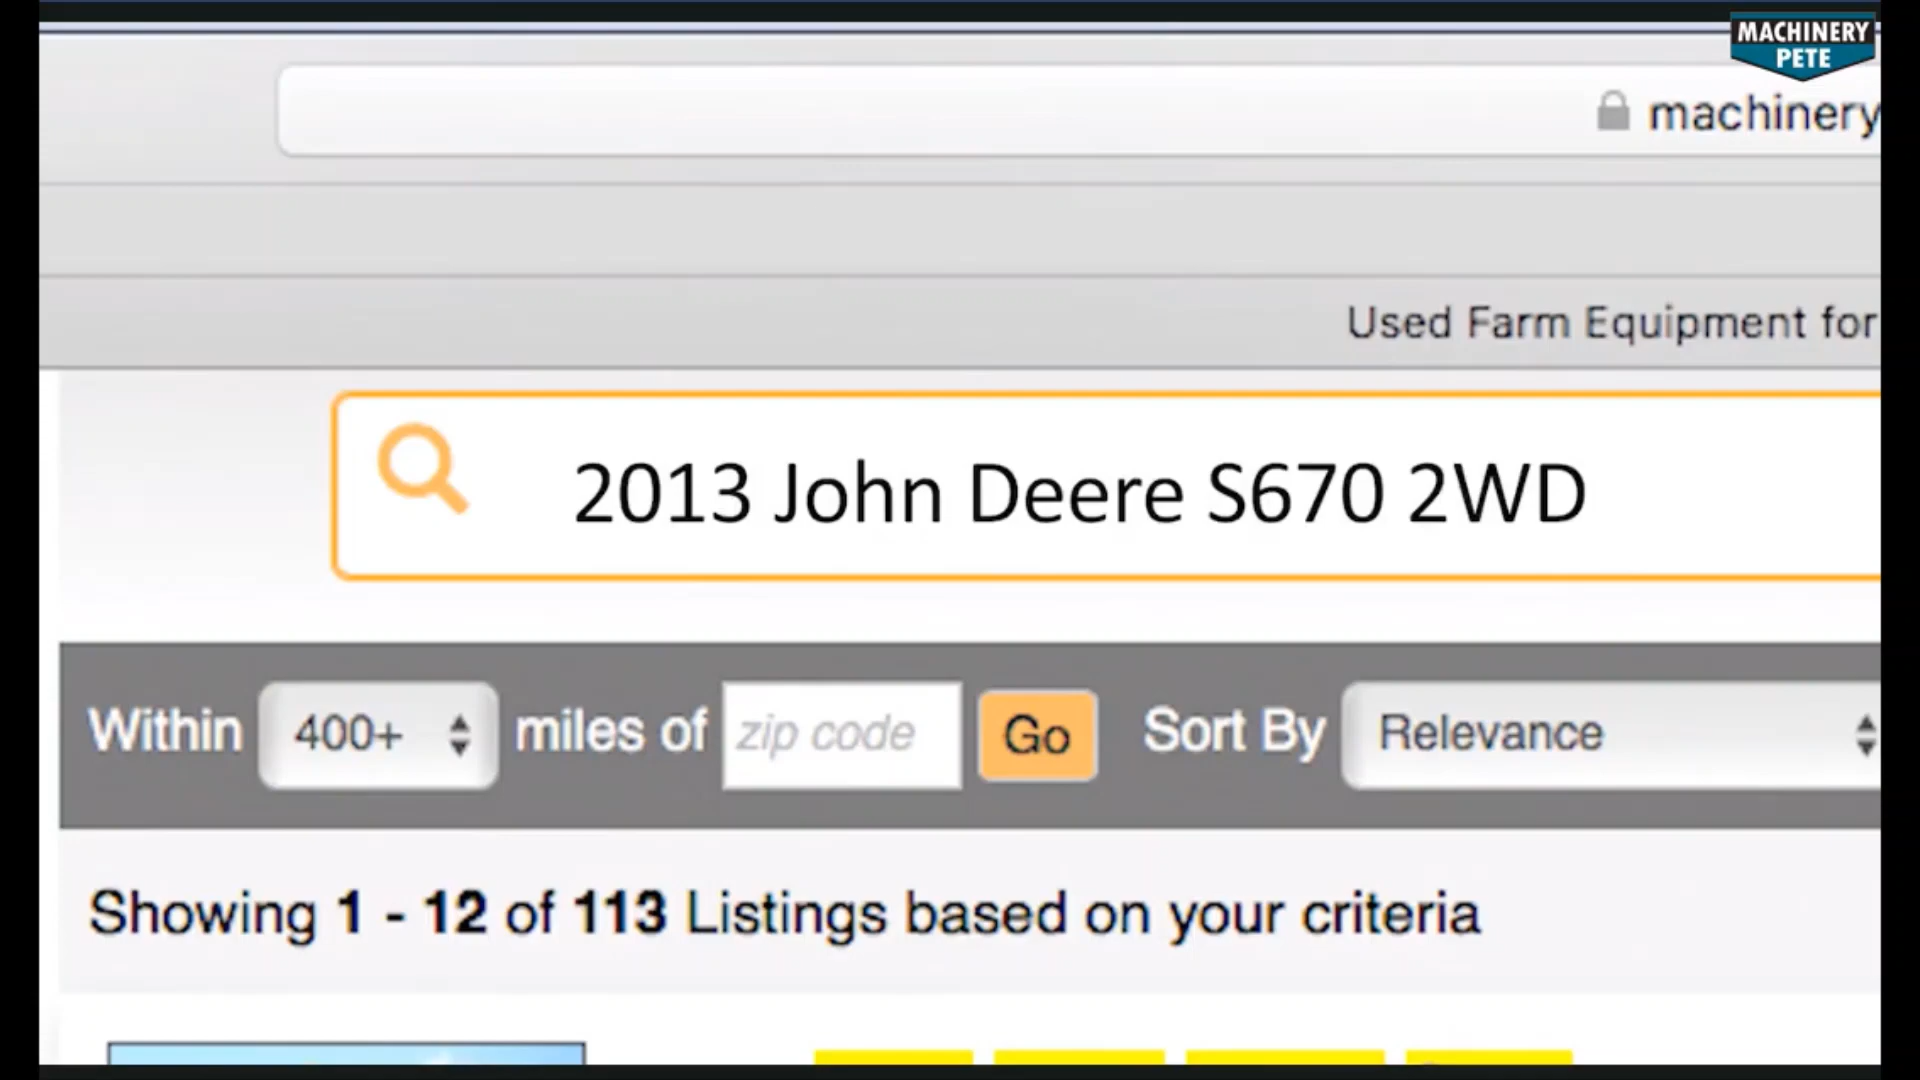 MACHINERY
PETE
machinery
Used Farm Equipment for
2013 John Deere S670 2WD
Within 400+ miles of zip code Go Sort By Relevance
Showing 1 - 12 of 113 Listings based on your criteria